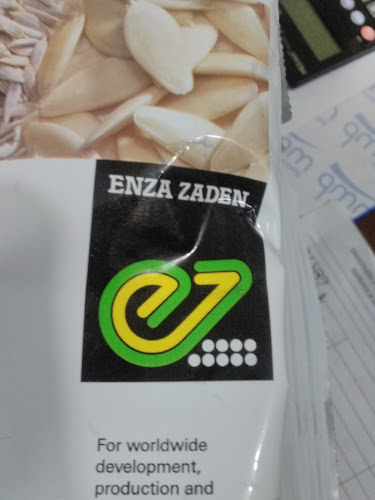 ENZA ZADEN
For worldwide
development,
production and